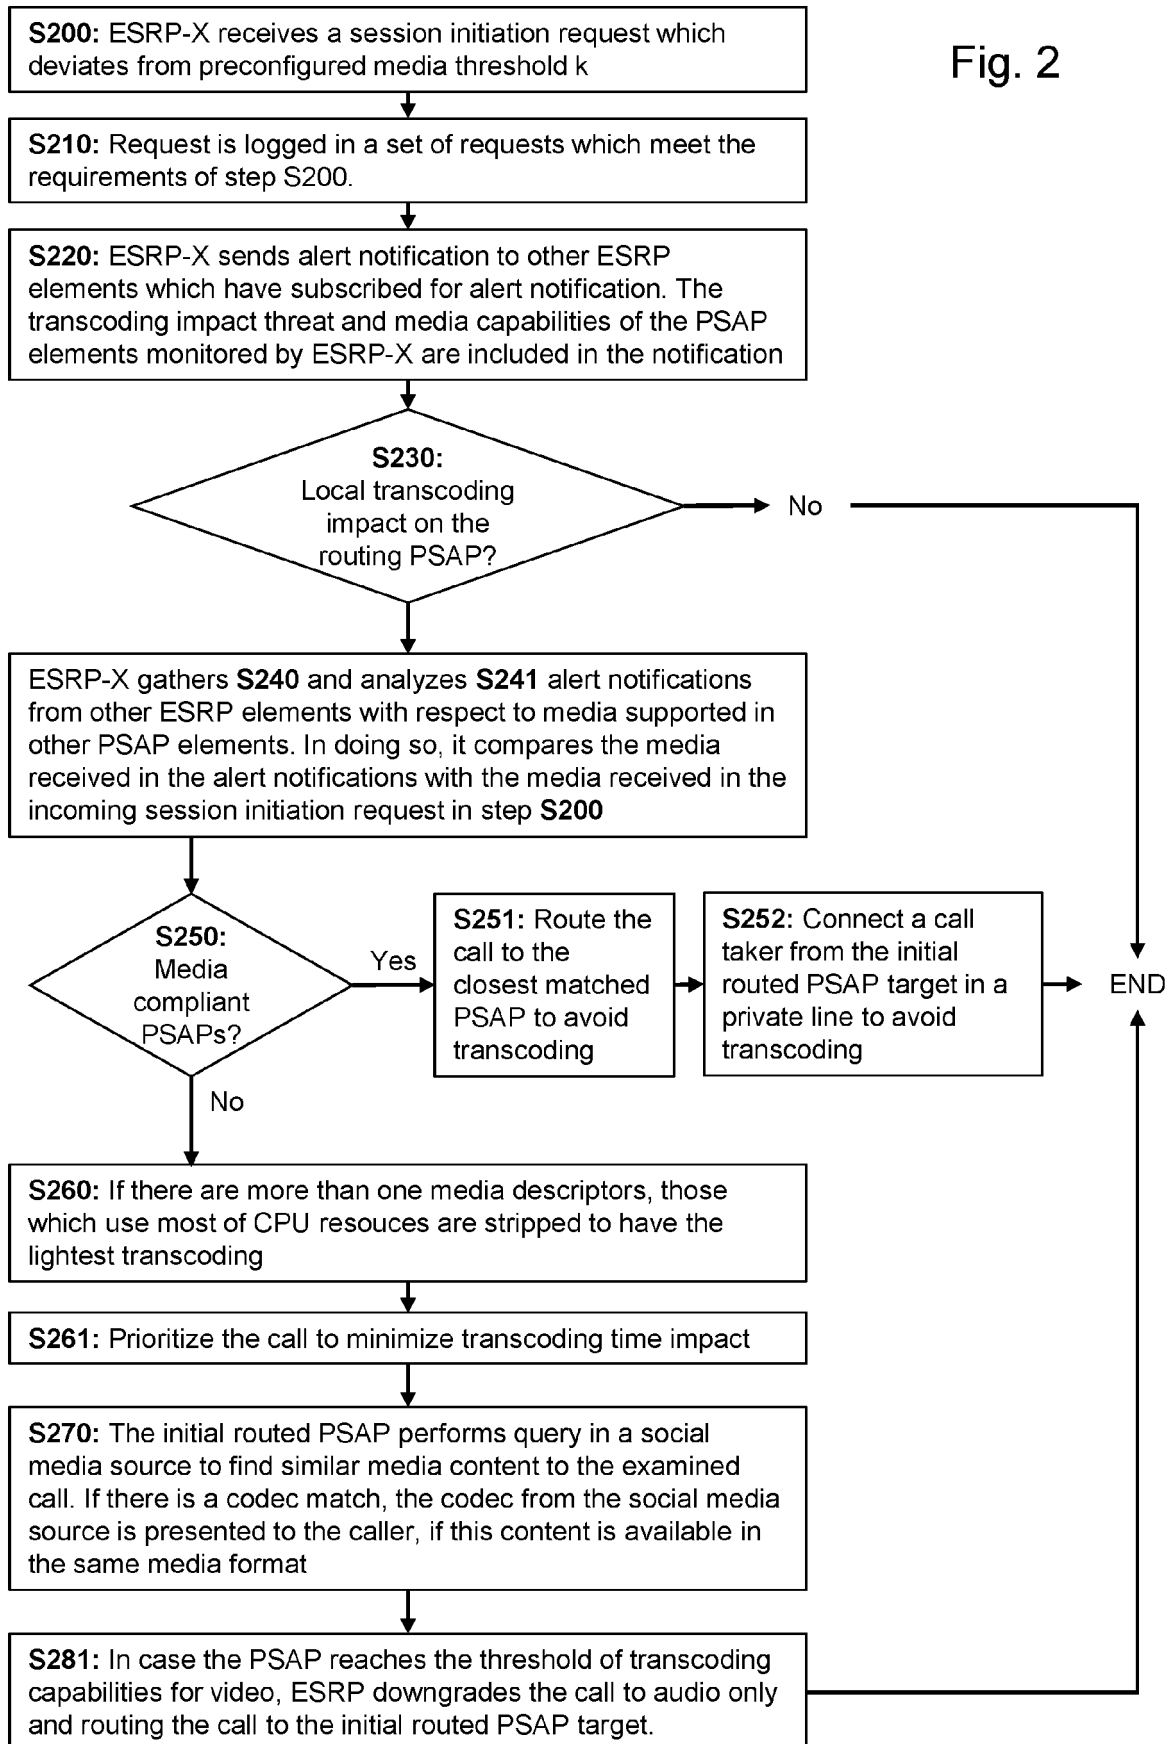 S200: ESRP-X receives a session initiation request which
deviates from preconfigured media threshold k
Fig. 2
S210: Request is logged in a set of requests which meet the
requirements of step S200.
S220: ESRP-X sends alert notification to other ESRP
elements which have subscribed for alert notification. The
transcoding impact threat and media capabilities of the PSAP
elements monitored by ESRP-X are included in the notification
S230:
Local transcoding
impact on the
routing PSAP?
No
ESRP-X gathers S240 and analyzes S241 alert notifications
from other ESRP elements with respect to media supported in
other PSAP elements. In doing so, it compares the media
received in the alert notifications with the media received in the
incoming session initiation request in step S200
S250:
Media
compliant
PSAPs?
Yes
S251: Route the
call to the
closest matched
PSAP to avoid
transcoding
S252: Connect a call
taker from the initial
routed PSAP target in a
private line to avoid
transcoding
END
No
S260: If there are more than one media descriptors, those
which use most of CPU resouces are stripped to have the
lightest transcoding
S261: Prioritize the call to minimize transcoding time impact
S270: The initial routed PSAP performs query in a social
media source to find similar media content to the examined
call. If there is a codec match, the codec from the social media
source is presented to the caller, if this content is available in
the same media format
S281: In case the PSAP reaches the threshold of transcoding
capabilities for video, ESRP downgrades the call to audio only
and routing the call to the initial routed PSAP target.